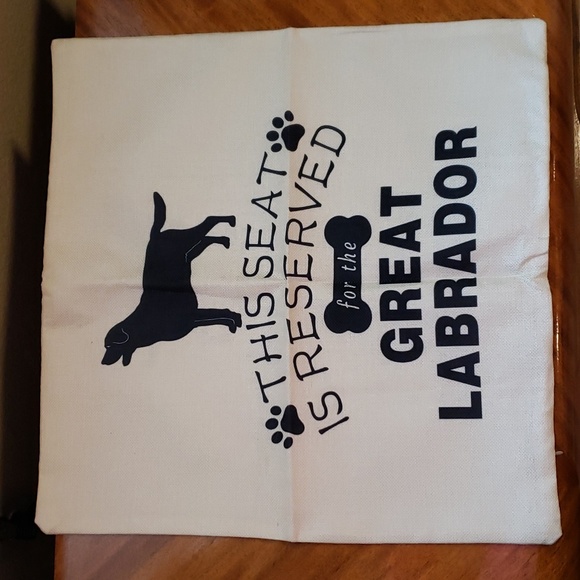 THIS SEAT
IS RESERVED
for the
GREAT
LABRADOR